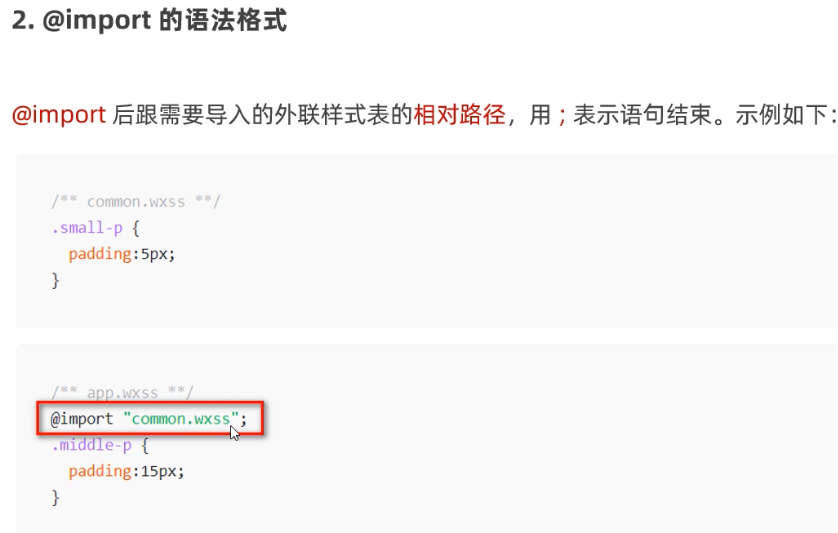 2. @import 的语法格式
@import 后跟需要导入的外联样式表的相对路径，用 ; 表示语句结束。示例如下：
/** common.wxss **/
.small-p {
  padding:5px;
}
/** app.wxss **/
@import "common.wxss";
.middle-p {
  padding:15px;
}